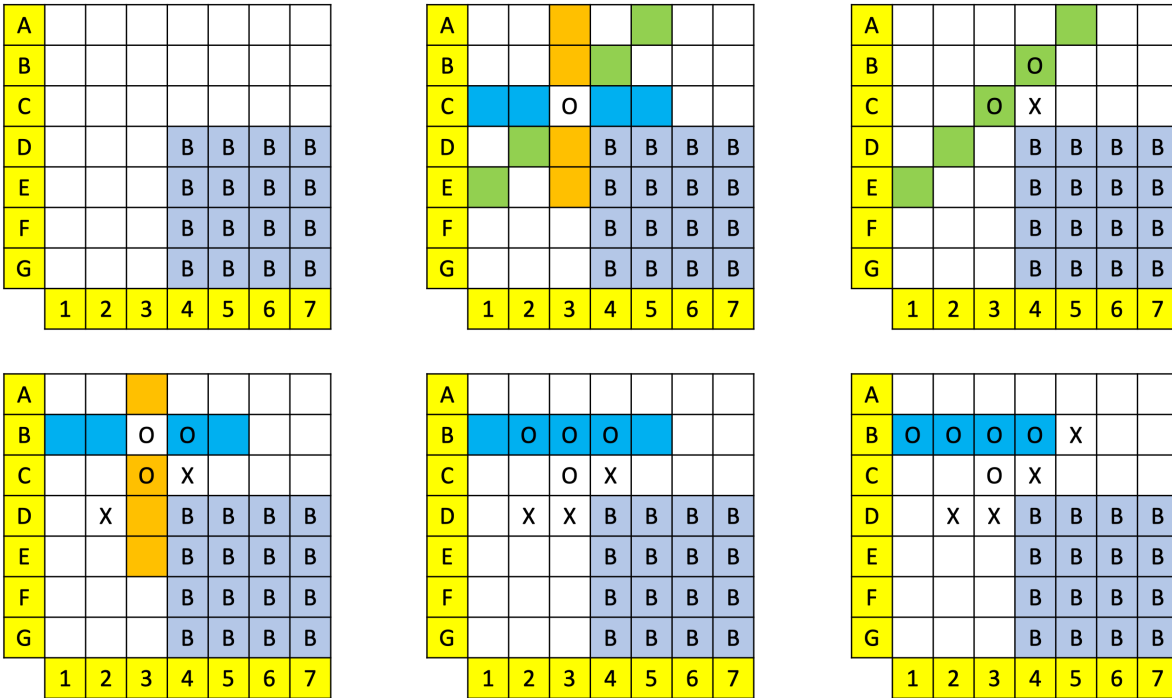 A
B
C
D B B B B
E B B B B
F B B B B
G B B B B
1 2 3 4 5 6 7
A
B
C O
D B B B B
E B B B B
F B B B B
G B B B B
1 2 3 4 5 6 7
A
B O
C O X
D B B B B
E B B B B
F B B B B
G B B B B
1 2 3 4 5 6 7
A
B O O
C O X
D X B B B B
E B B B B
F B B B B
G B B B B
1 2 3 4 5 6 7
A
B O O O
C O X
D X X B B B B
E B B B B
F B B B B
G B B B B
1 2 3 4 5 6 7
A
B O O O O X
C O X
D X X B B B B
E B B B B
F B B B B
G B B B B
1 2 3 4 5 6 7